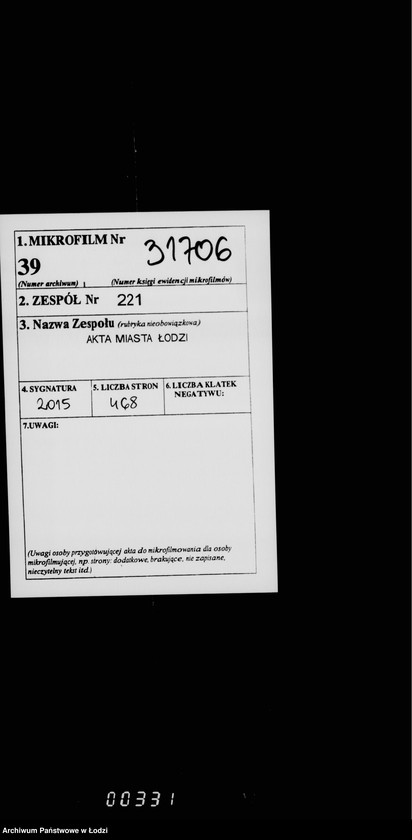 1. MIKROFILM Nr 31706
39
(Numer archiwum) (Numer księgi ewidencji mikrofilmów)
2. ZESPÓŁ Nr 221
3. Nazwa Zespołu (rubryka nieobowiązkowa)
AKTA MIASTA ŁODZI
4. SYGNATURA 5. LICZBA STRON 6. LICZBA KLATEK
NEGATYWU:
2015 468
7. UWAGI:
(Uwagi osoby przygotówującej akta do mikrofilmowania dla osoby
mikrofilmującej, np. strony: dodatkowe, brakujące, nie zapisane,
nieczytelny tekst itd.)
00331
Archiwum Państwowe w Łodzi